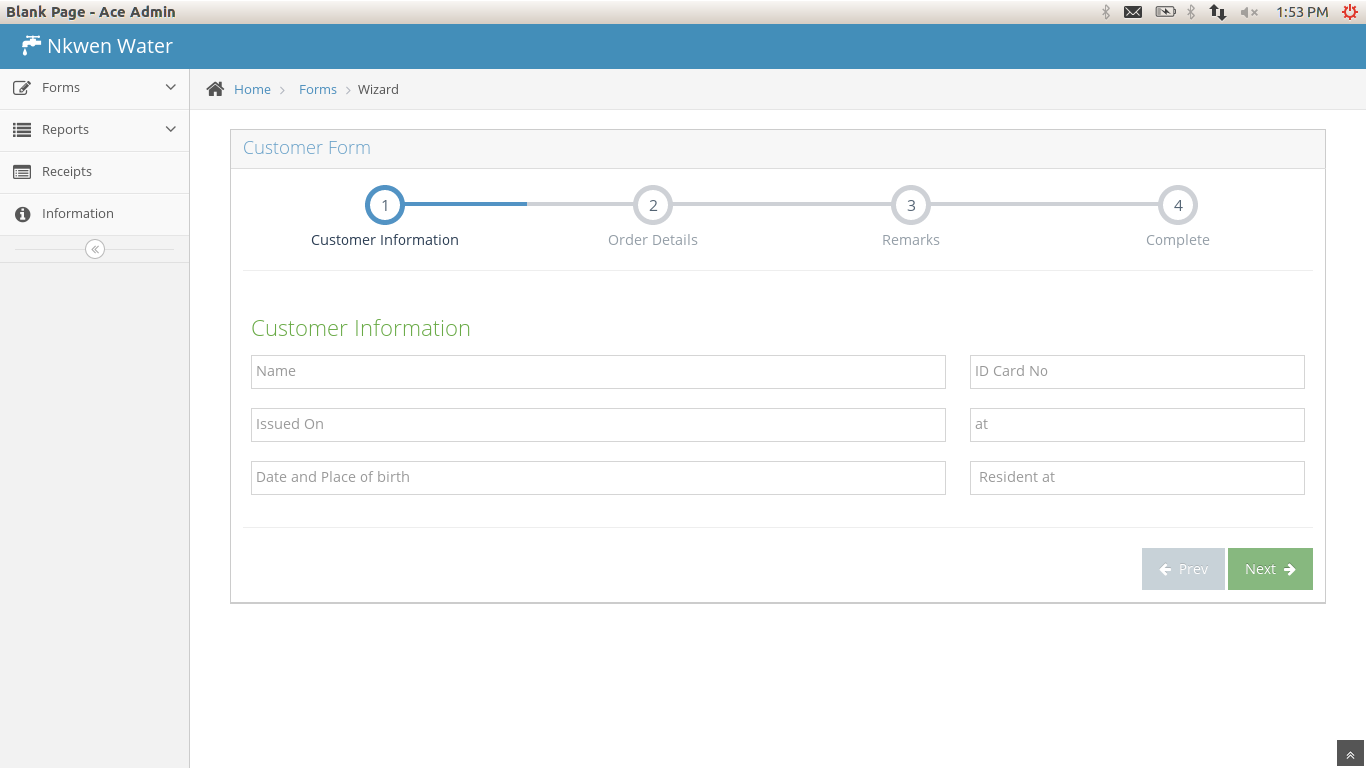 Blank Page - Ace Admin
1:53 PM
Nkwen Water
Forms
Reports
Receipts
Information
Home Forms Wizard
Customer Form
1 2 3 4
Customer Information Order Details Remarks Complete
Customer Information
Name ID Card No
Issued On at
Date and Place of birth Resident at
Prev Next